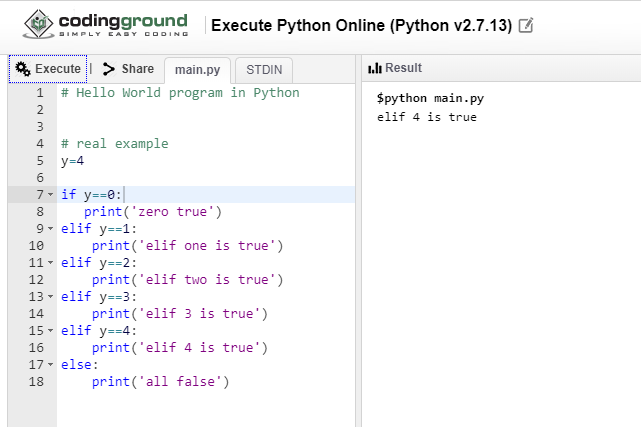 codingground
SIMPLY EASY CODING
Execute Python Online (Python v2.7.13)
Execute | Share main.py STDIN
Result
1 # Hello World program in Python
2
3
4 # real example
5 y=4
6
7 if y==0:
8    print('zero true')
9 elif y==1:
10     print('elif one is true')
11 elif y==2:
12     print('elif two is true')
13 elif y==3:
14     print('elif 3 is true')
15 elif y==4:
16     print('elif 4 is true')
17 else:
18     print('all false')
$python main.py
elif 4 is true